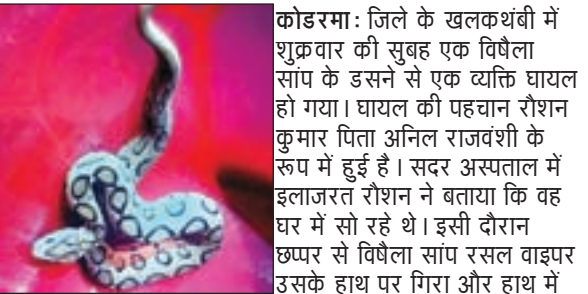 कोडरमा: जिले के खलकथंबी में
शुक्रवार की सुबह एक विषैला
सांप के डसने से एक व्यक्ति घायल
हो गया। घायल की पहचान रौशन
कुमार पिता अनिल राजवंशी के
रूप में हुई है। सदर अस्पताल में
इलाजरत रौशन ने बताया कि वह
घर में सो रहे थे। इसी दौरान
छप्पर से विषैला सांप रसल वाइपर
उसके हाथ पर गिरा और हाथ में